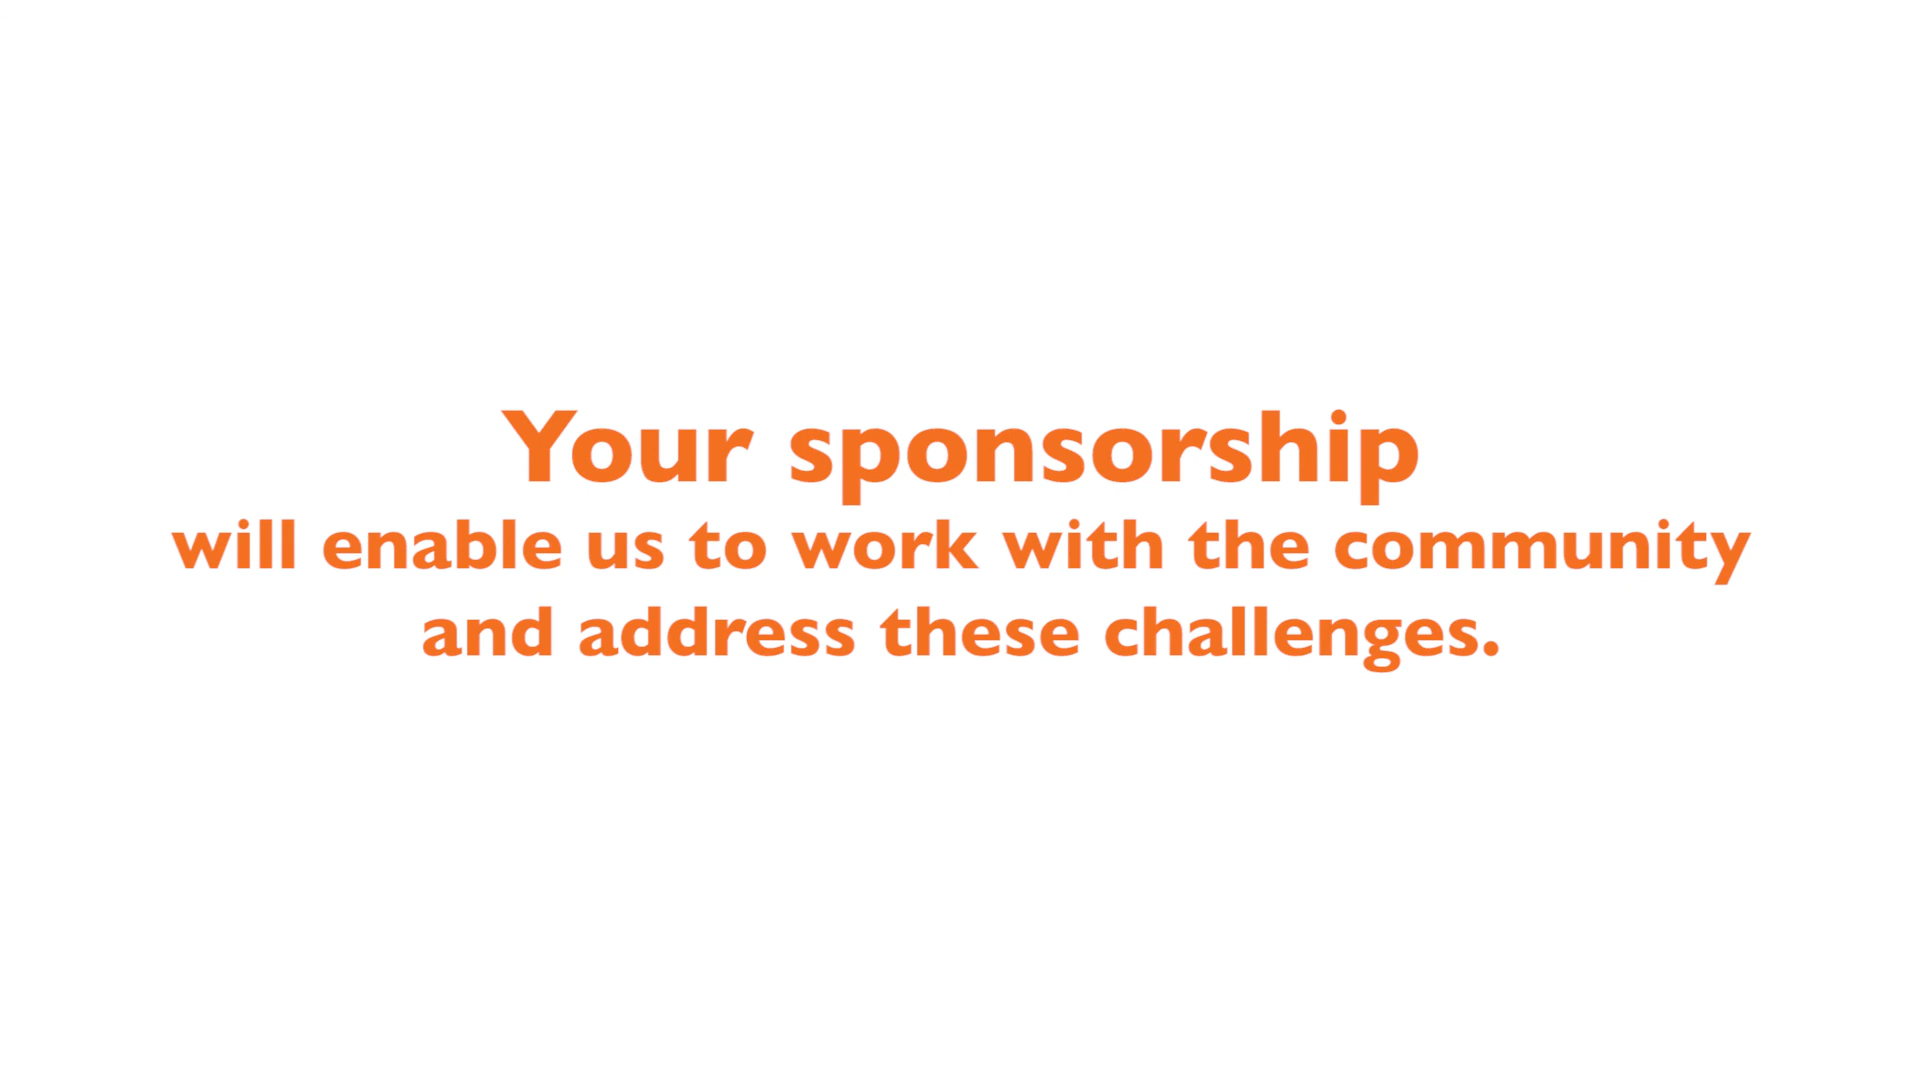 Your sponsorship
will enable us to work with the community
and address these challenges.